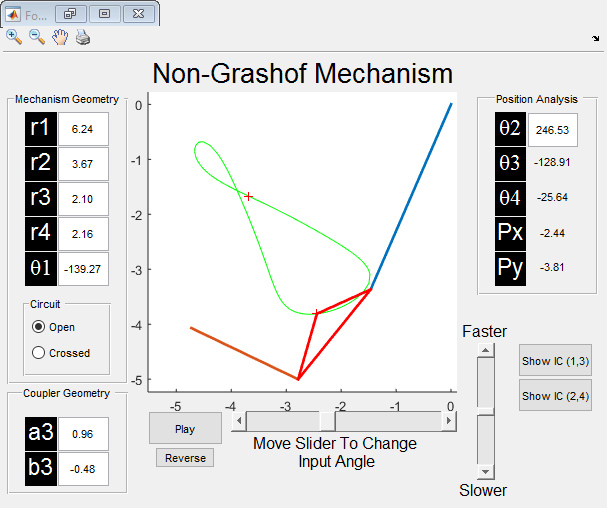 Fo...
Non-Grashof Mechanism
Mechanism Geometry
r1 6.24
r2 3.67
r3 2.10
r4 2.16
θ1 -139.27
Circuit
Open
Crossed
Coupler Geometry
a3 0.96
b3 -0.48
0
-1
-2
-3
-4
-5
-5 -4 -3 -2 -1 0
Play
Reverse
Move Slider To Change
Input Angle
Position Analysis
θ2 246.53
θ3 -128.91
θ4 -25.64
Px -2.44
Py -3.81
Faster
Slower
Show IC (1,3)
Show IC (2,4)